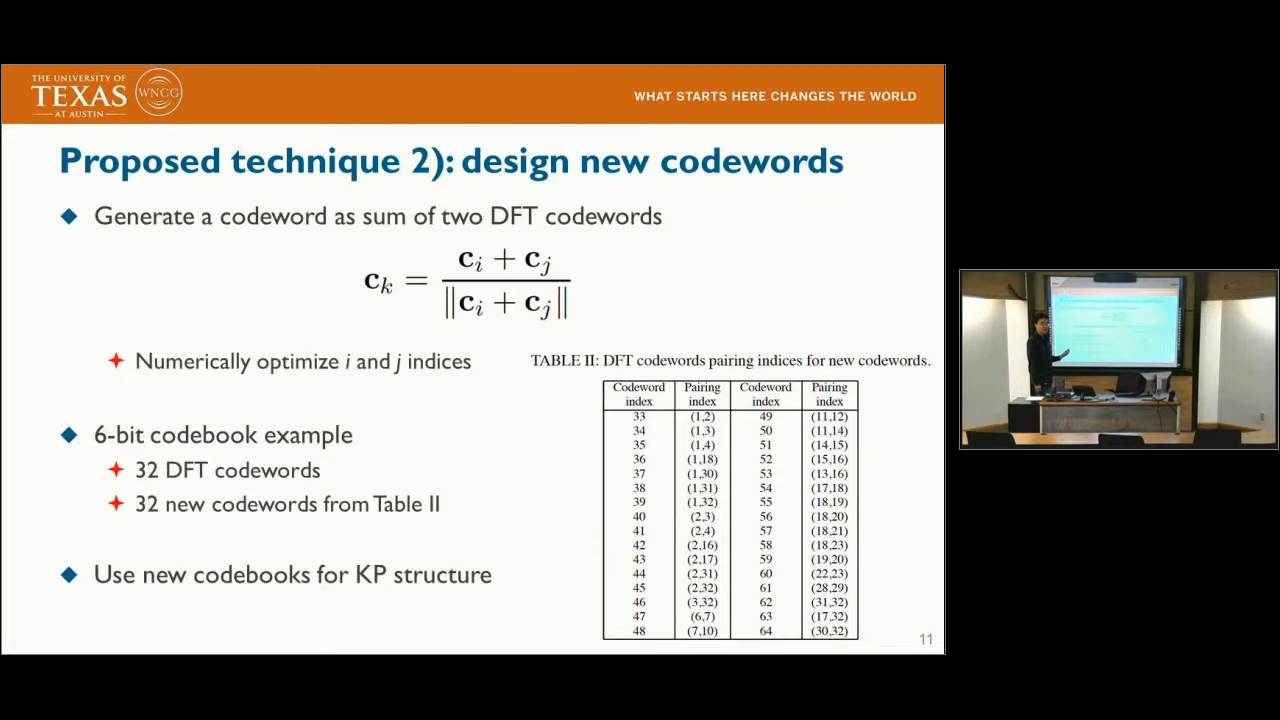 THE UNIVERSITY OF
TEXAS
AT AUSTIN
WNCG
WHAT STARTS HERE CHANGES THE WORLD
Proposed technique 2): design new codewords
Generate a codeword as sum of two DFT codewords
c_k = (c_i + c_j) / ‖c_i + c_j‖
Numerically optimize i and j indices
6-bit codebook example
32 DFT codewords
32 new codewords from Table II
Use new codebooks for KP structure
TABLE II: DFT codewords pairing indices for new codewords.
Codeword index Pairing index Codeword index Pairing index
33 (1,2) 49 (11,12)
34 (1,3) 50 (11,14)
35 (1,4) 51 (14,15)
36 (1,18) 52 (15,16)
37 (1,30) 53 (13,16)
38 (1,31) 54 (17,18)
39 (1,32) 55 (18,19)
40 (2,3) 56 (18,20)
41 (2,4) 57 (18,21)
42 (2,16) 58 (18,23)
43 (2,17) 59 (19,20)
44 (2,31) 60 (22,23)
45 (2,32) 61 (28,29)
46 (3,32) 62 (31,32)
47 (6,7) 63 (17,32)
48 (7,10) 64 (30,32)
11